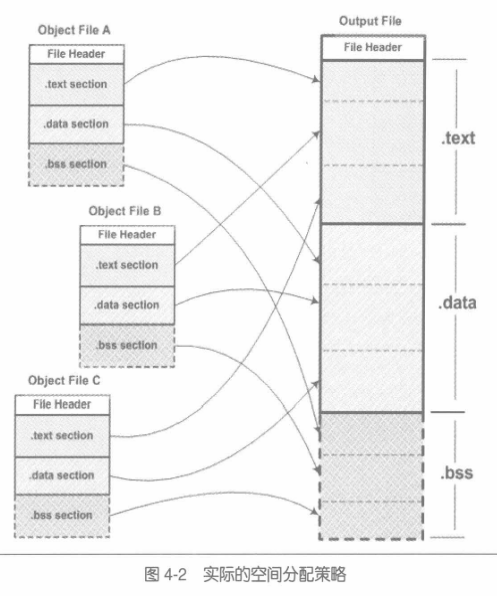 Object File A
File Header
.text section
.data section
.bss section
Object File B
File Header
.text section
.data section
.bss section
Object File C
File Header
.text section
.data section
.bss section
Output File
File Header
.text
.data
.bss
图 4-2 实际的空间分配策略